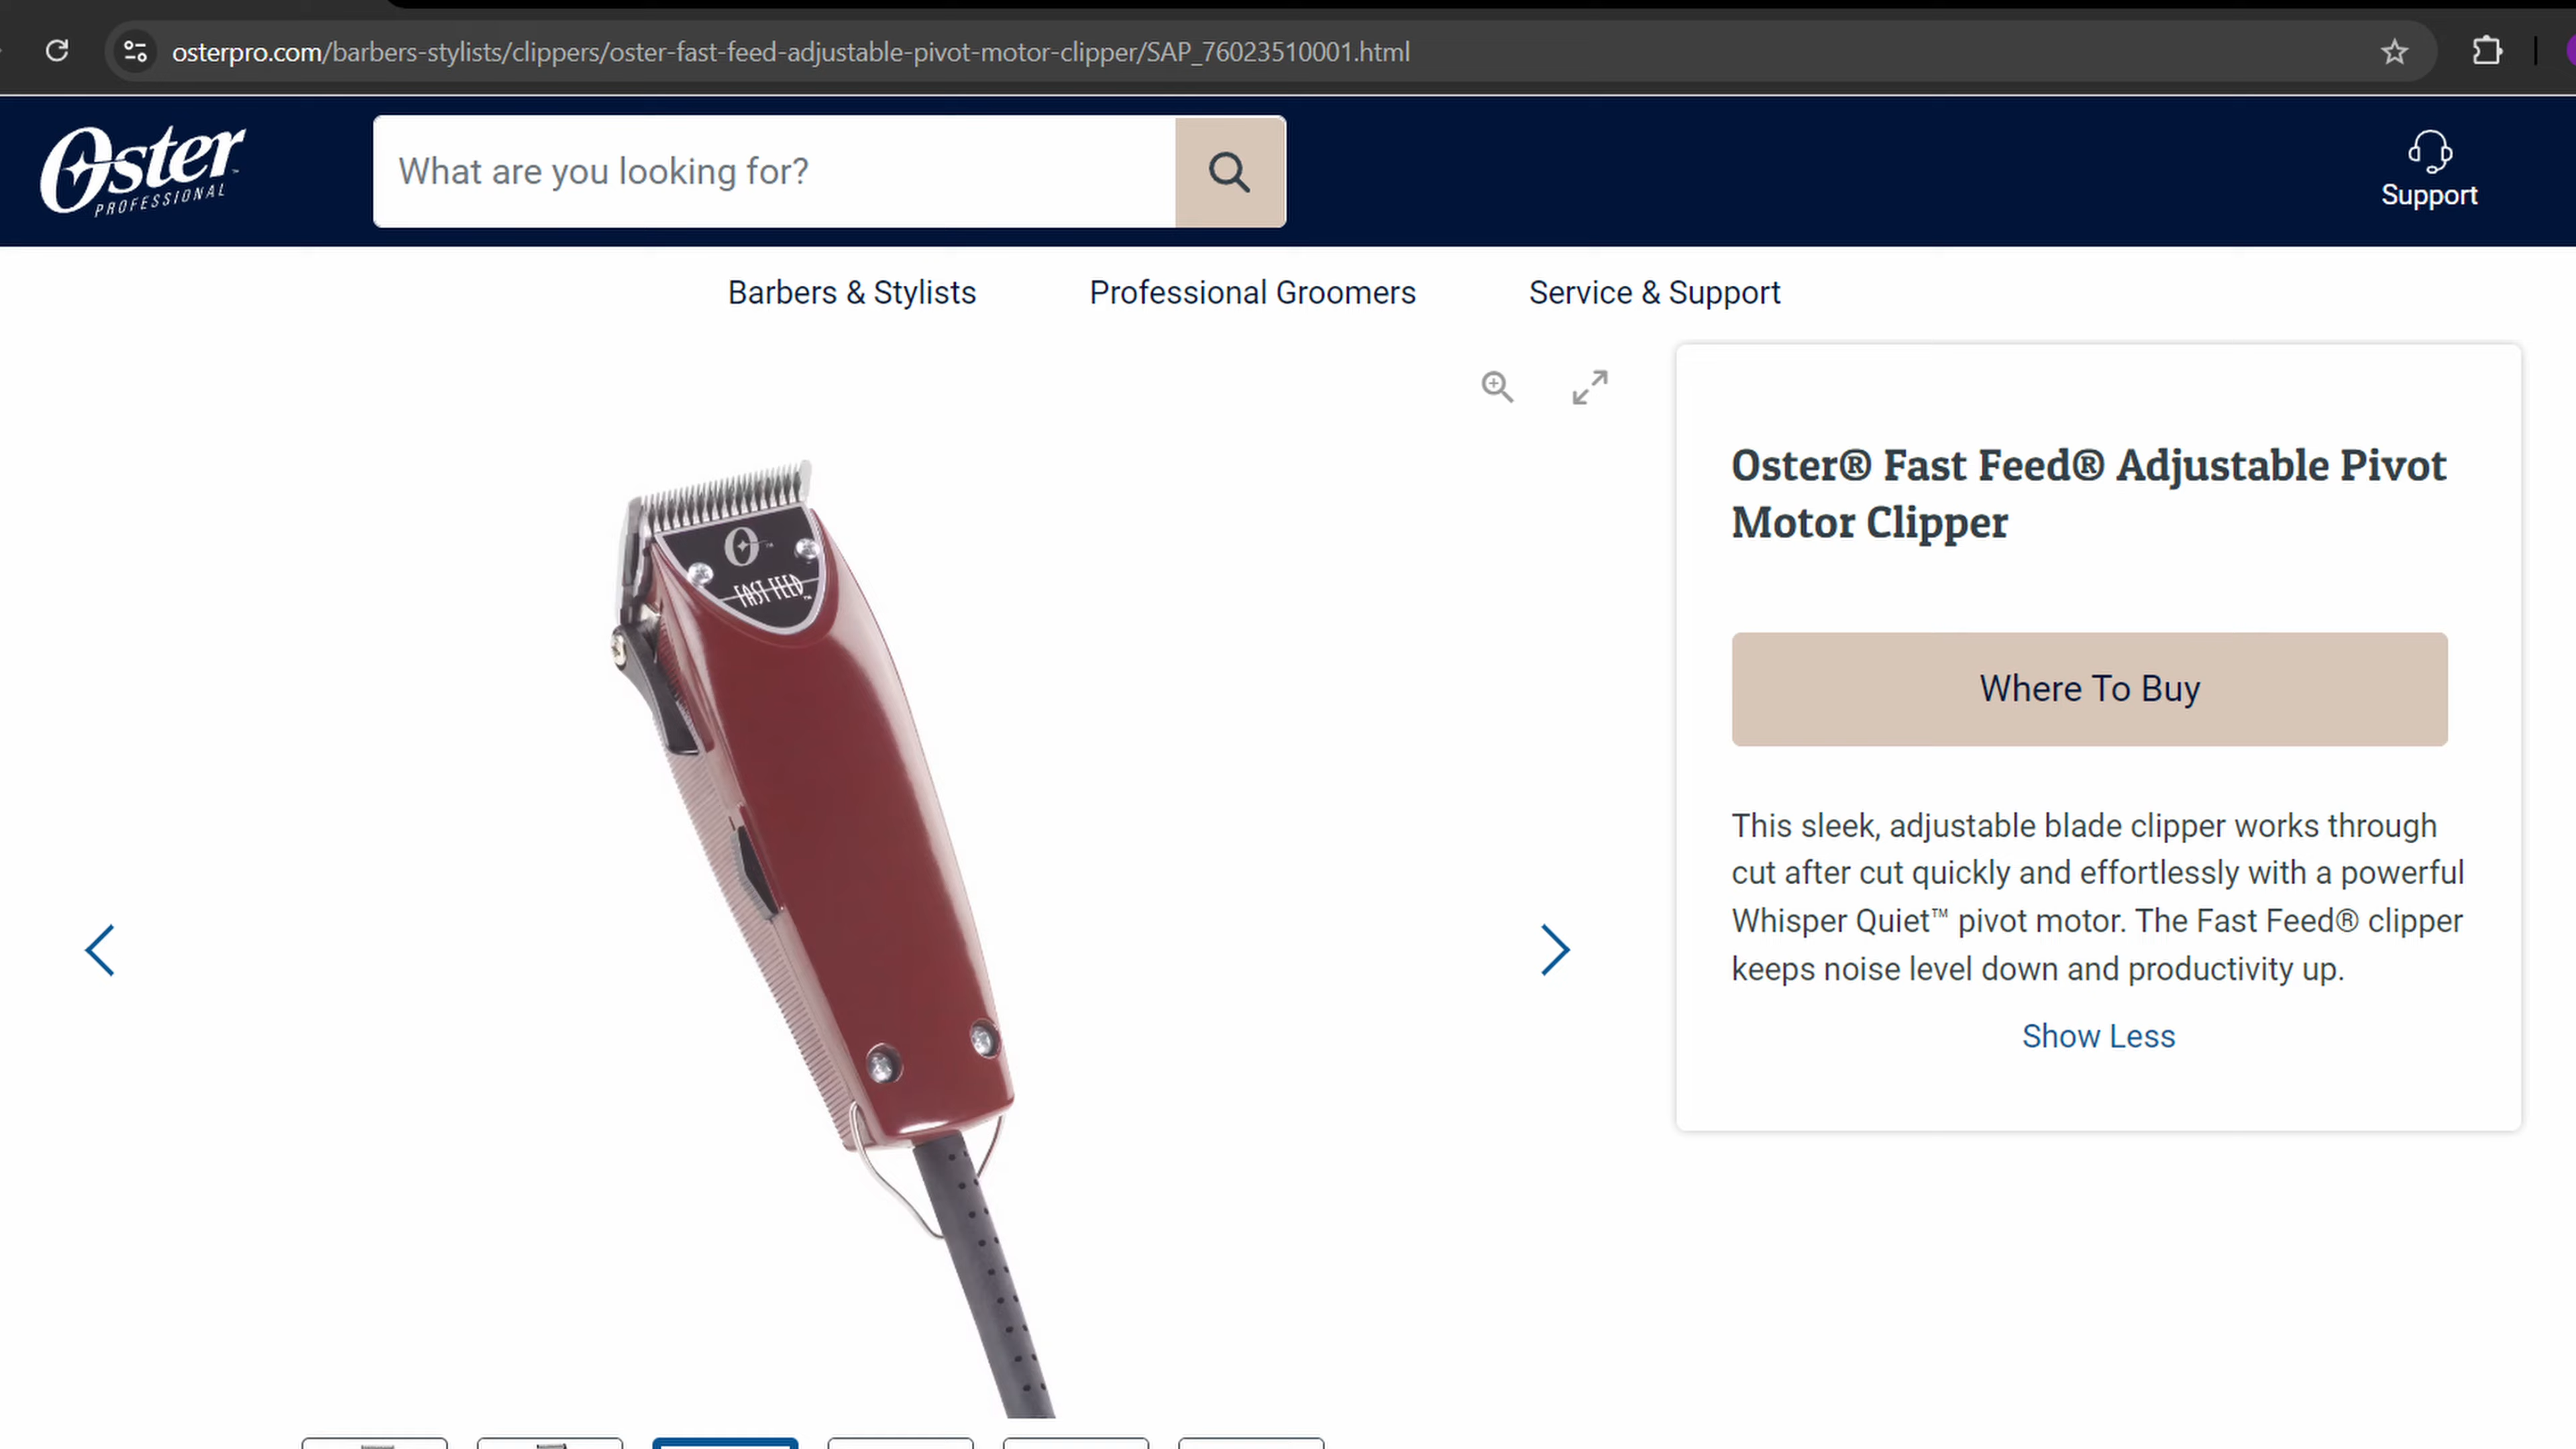 osterpro.com/barbers-stylists/clippers/oster-fast-feed-adjustable-pivot-motor-clipper/SAP_76023510001.html
Oster™
PROFESSIONAL
What are you looking for?
Support
Barbers & Stylists
Professional Groomers
Service & Support
O™
FAST FEED™
Oster® Fast Feed® Adjustable Pivot
Motor Clipper
Where To Buy
This sleek, adjustable blade clipper works through
cut after cut quickly and effortlessly with a powerful
Whisper Quiet™ pivot motor. The Fast Feed® clipper
keeps noise level down and productivity up.
Show Less